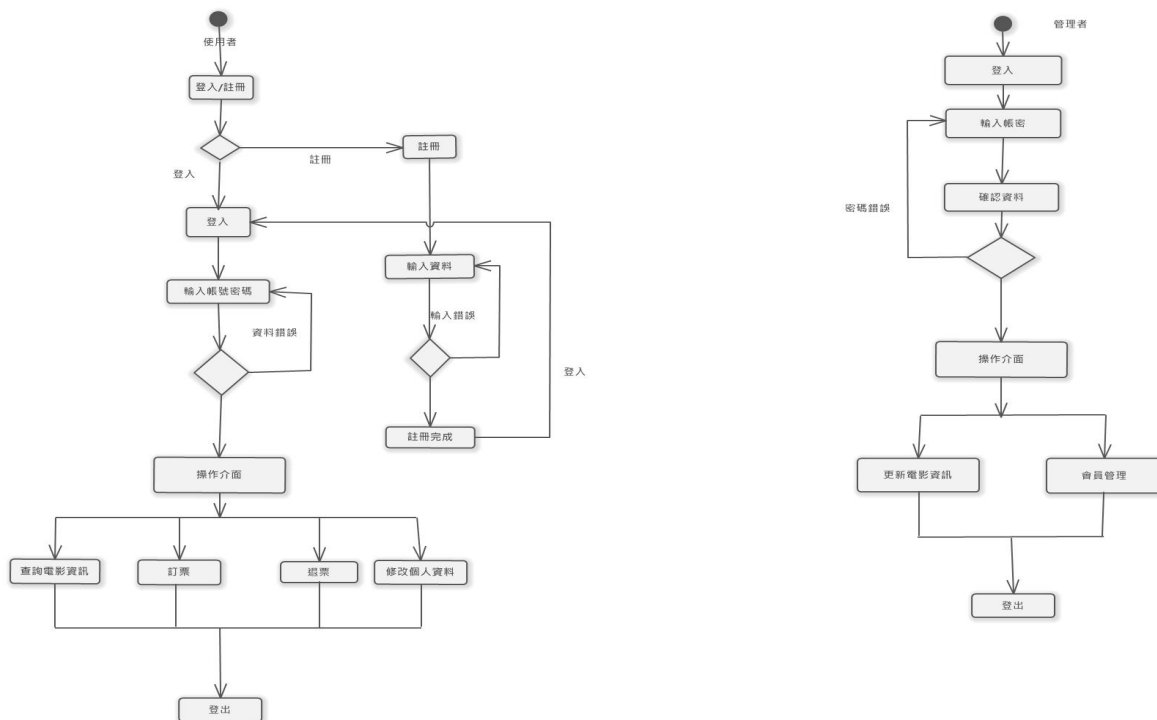 使用者
登入/註冊
註冊
註冊
登入
登入
輸入帳號密碼
資料錯誤
輸入資料
輸入錯誤
登入
註冊完成
操作介面
查詢電影資訊
訂票
退票
修改個人資料
登出
管理者
登入
輸入帳密
確認資料
密碼錯誤
操作介面
更新電影資訊
會員管理
登出